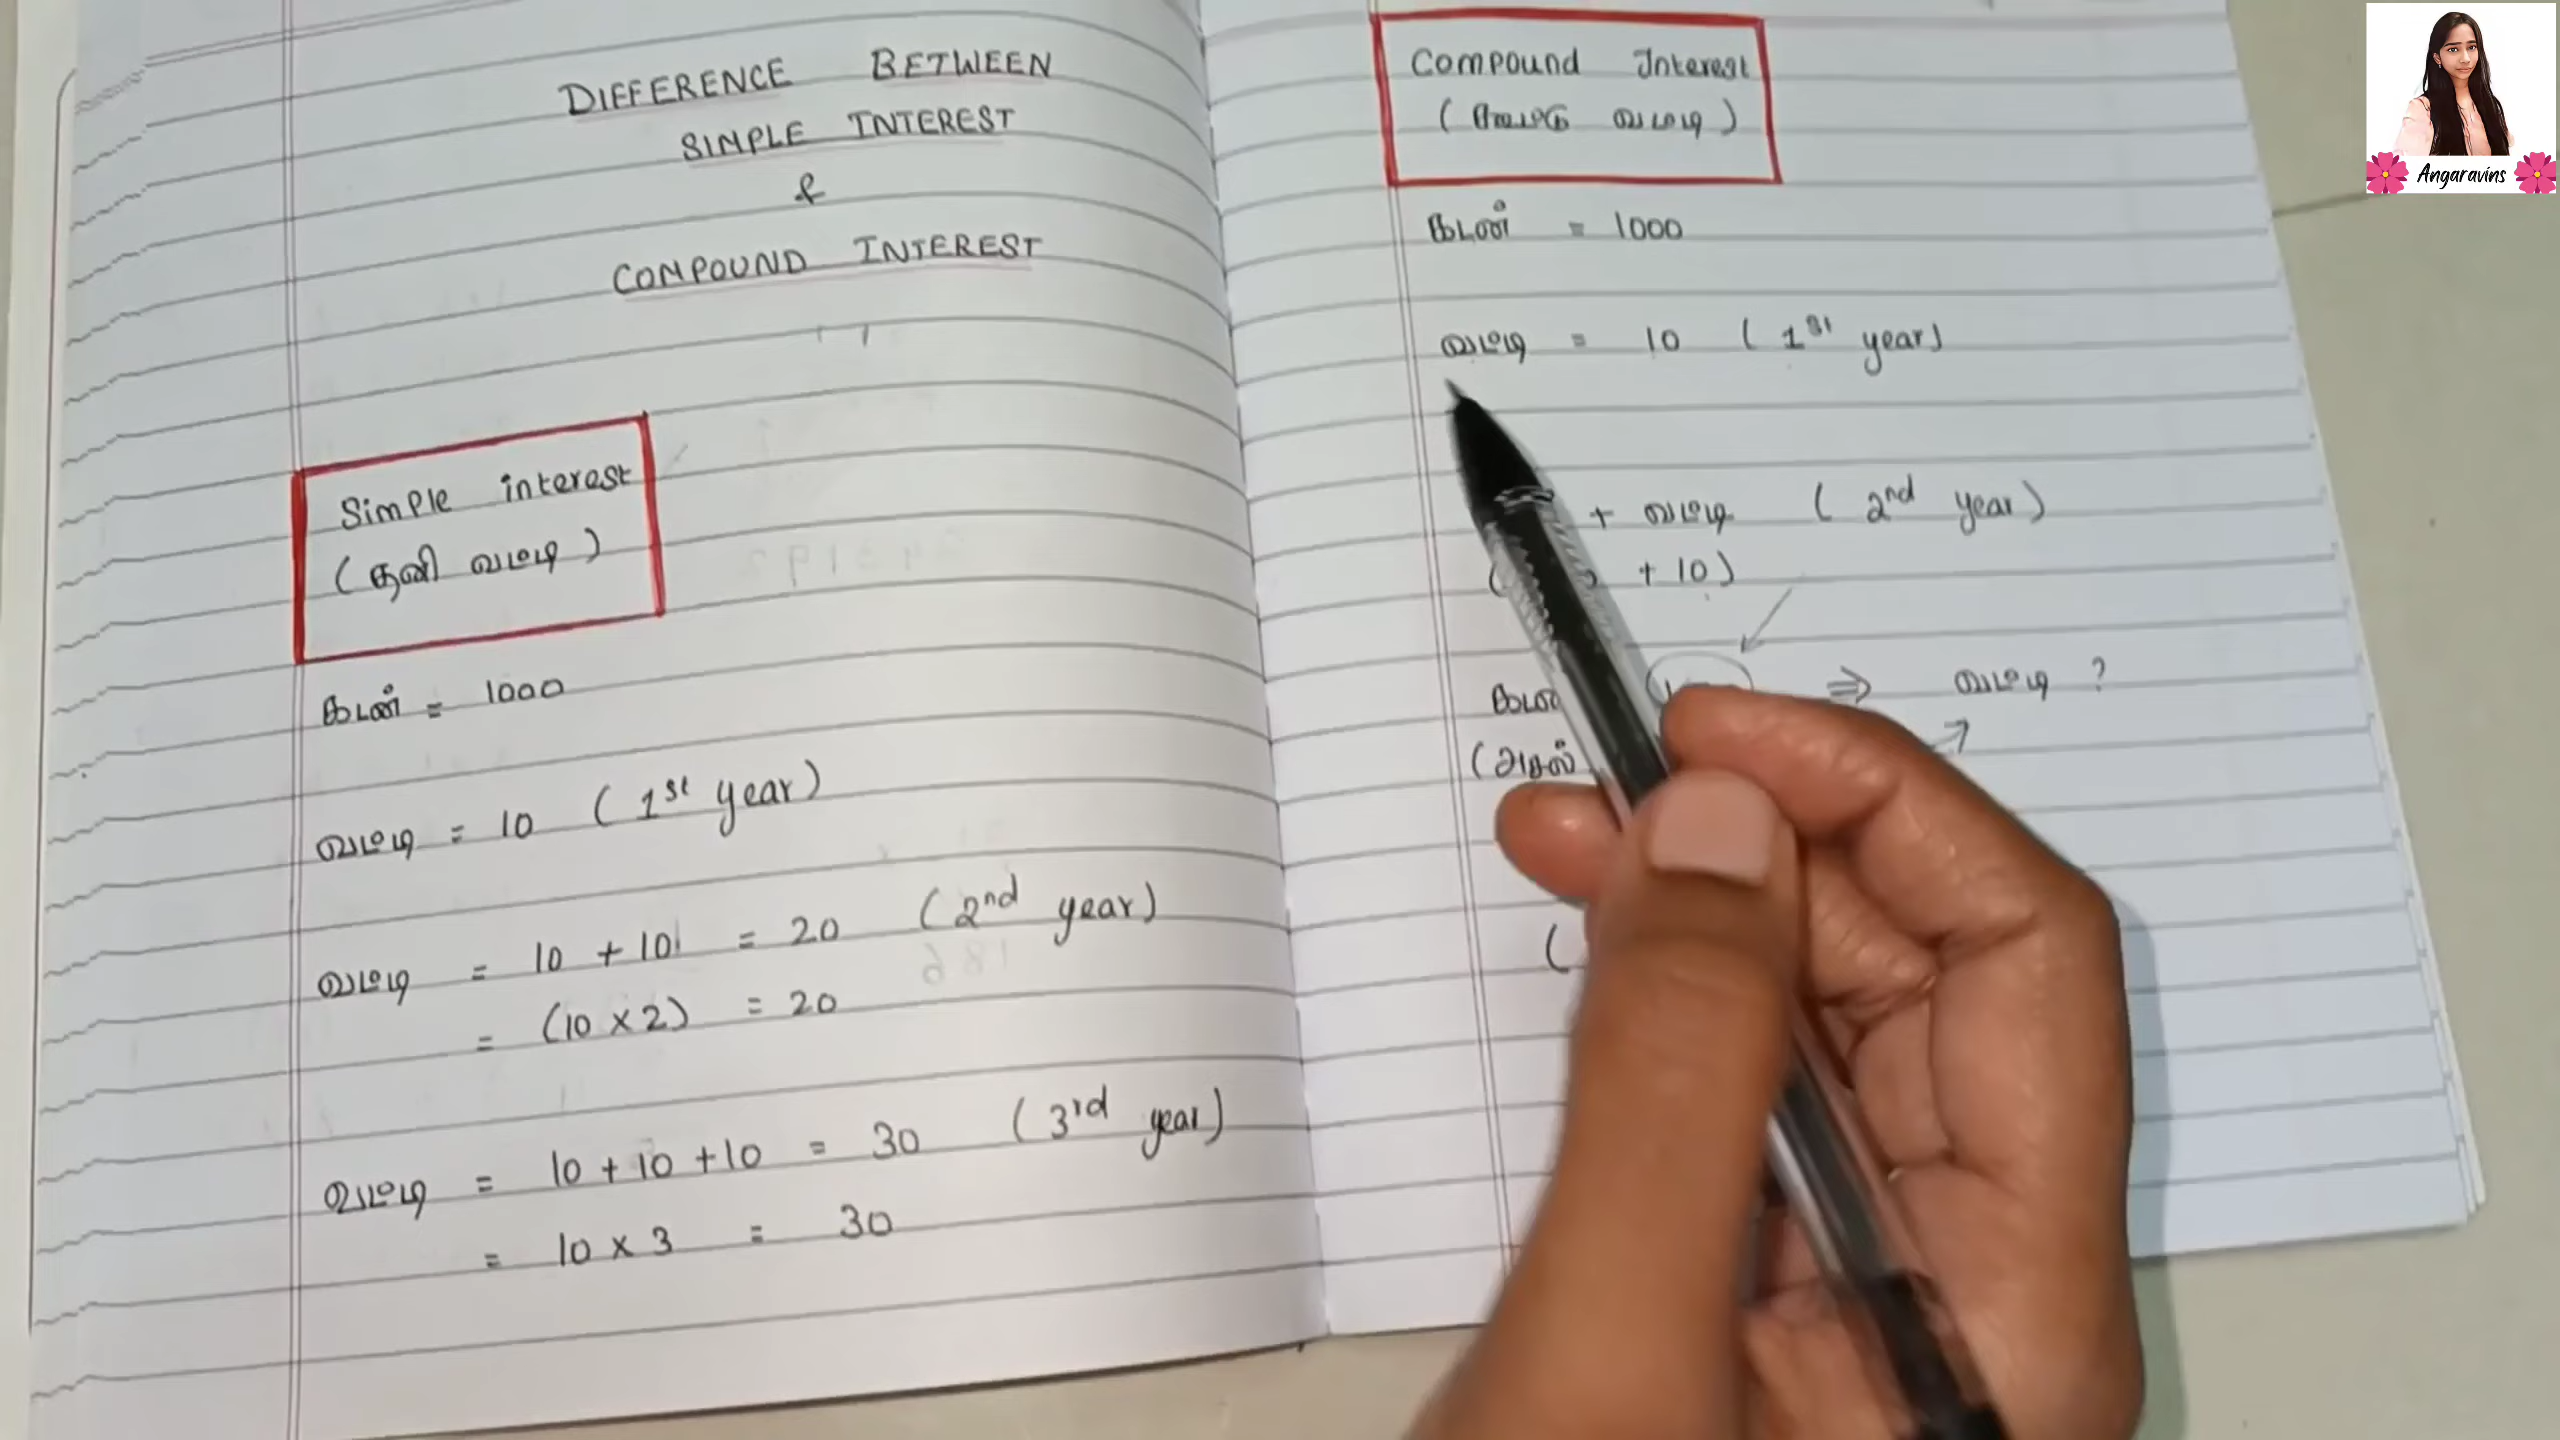 DIFFERENCE BETWEEN
SIMPLE INTEREST
&
COMPOUND INTEREST
Simple interest
(தனி வட்டி)
கடன் = 1000
வட்டி = 10 (1st year)
வட்டி = 10 + 10 = 20 (2nd year)
= (10 x 2) = 20
வட்டி = 10 + 10 + 10 = 30 (3rd year)
= 10 x 3 = 30
Compound Interest
(கூட்டு வட்டி)
கடன் = 1000
வட்டி = 10 (1st year)
+ வட்டி (2nd year)
( + 10)
⇒ வட்டி ?
(அசல்
(
Angaravins